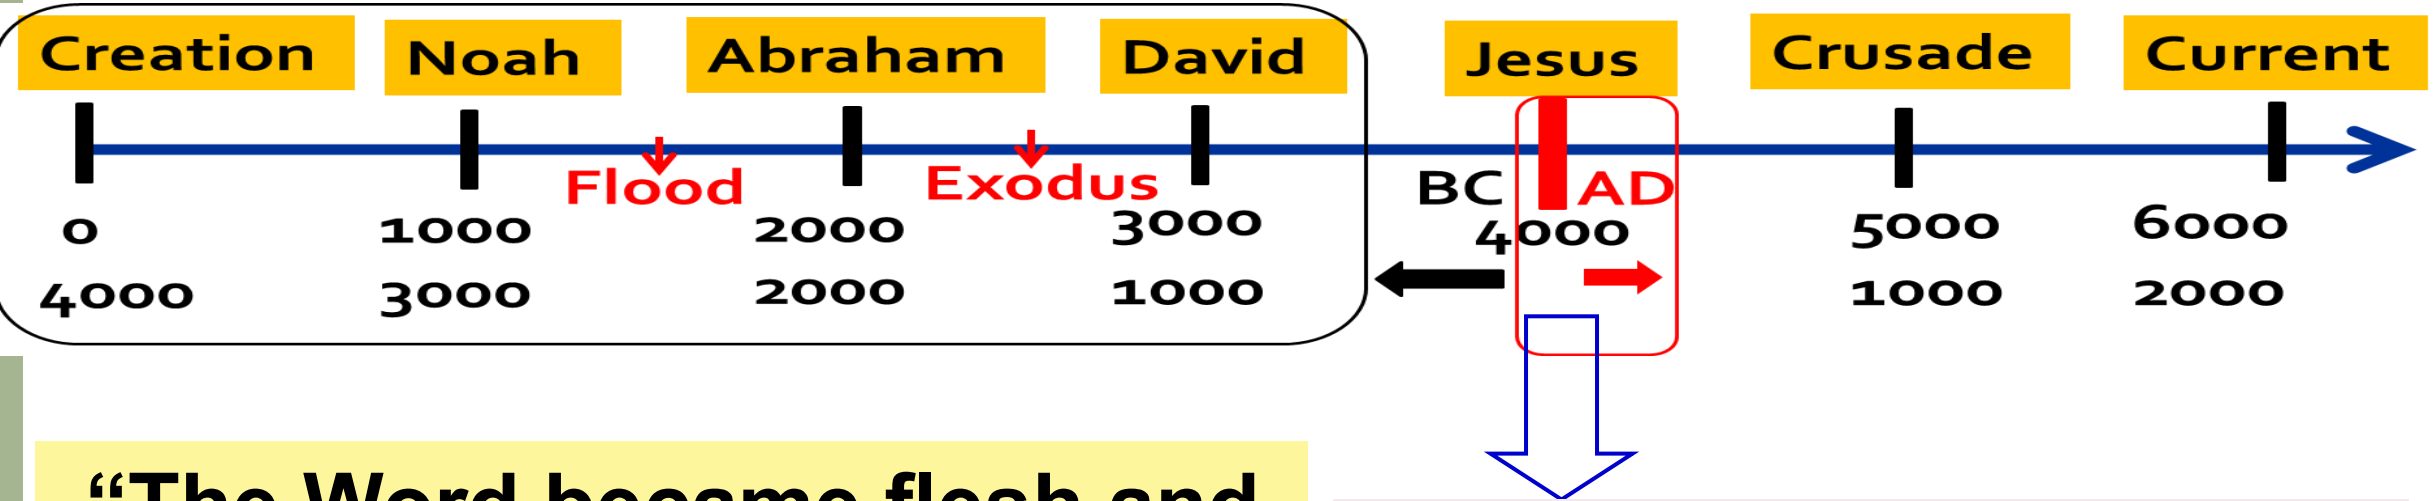 Creation Noah Abraham David Jesus Crusade Current
Flood Exodus BC AD
0 1000 2000 3000 4000 5000 6000
4000 3000 2000 1000 1000 2000
“The Word became flesh and